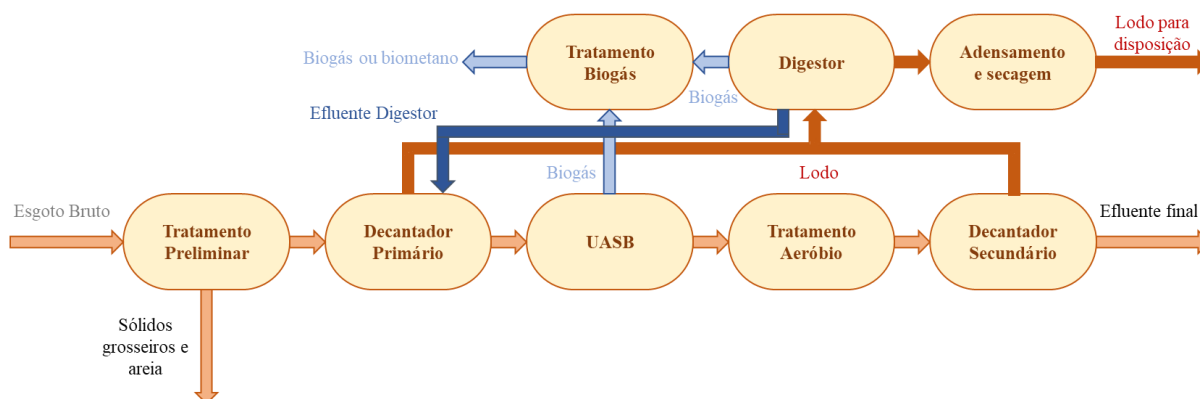 Lodo para
disposição
Biogás ou biometano
Tratamento
Biogás
Digestor
Adensamento
e secagem
Biogás
Efluente Digestor
Biogás
Lodo
Esgoto Bruto
Tratamento
Preliminar
Decantador
Primário
UASB
Tratamento
Aeróbio
Decantador
Secundário
Efluente final
Sólidos
grosseiros e
areia